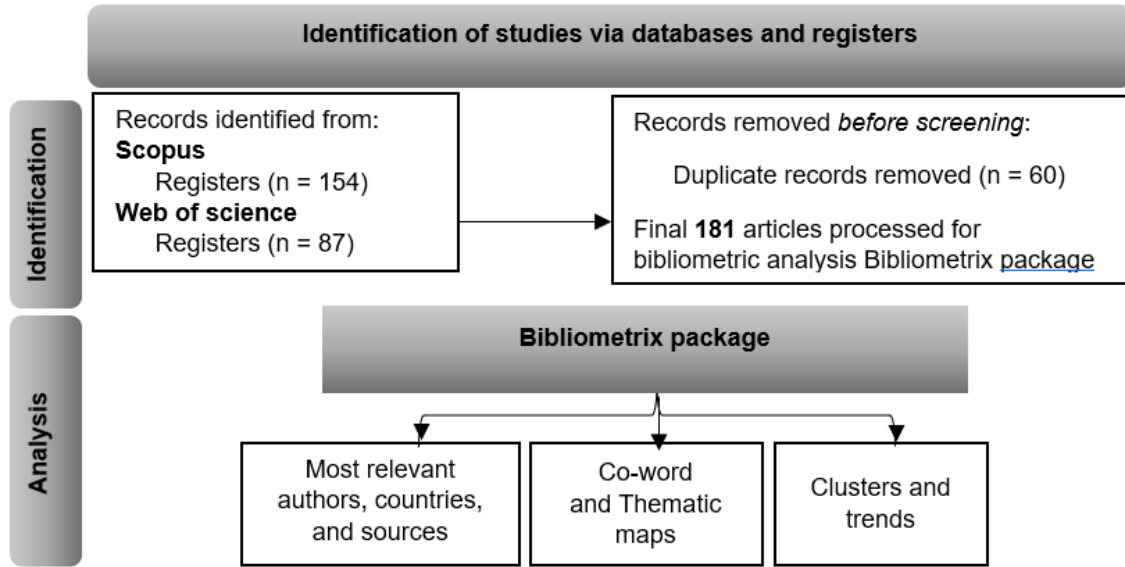 Identification of studies via databases and registers
Identification
Records identified from:
Scopus
Registers (n = 154)
Web of science
Registers (n = 87)
Records removed before screening:
Duplicate records removed (n = 60)
Final 181 articles processed for
bibliometric analysis Bibliometrix package
Analysis
Bibliometrix package
Most relevant
authors, countries,
and sources
Co-word
and Thematic
maps
Clusters and
trends